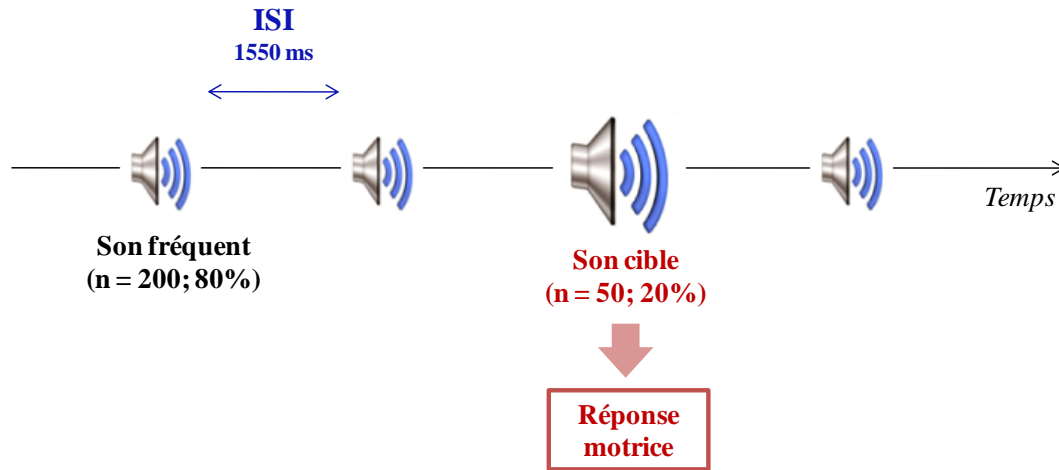 ISI
1550 ms
Temps
Son fréquent
(n = 200; 80%)
Son cible
(n = 50; 20%)
Réponse
motrice